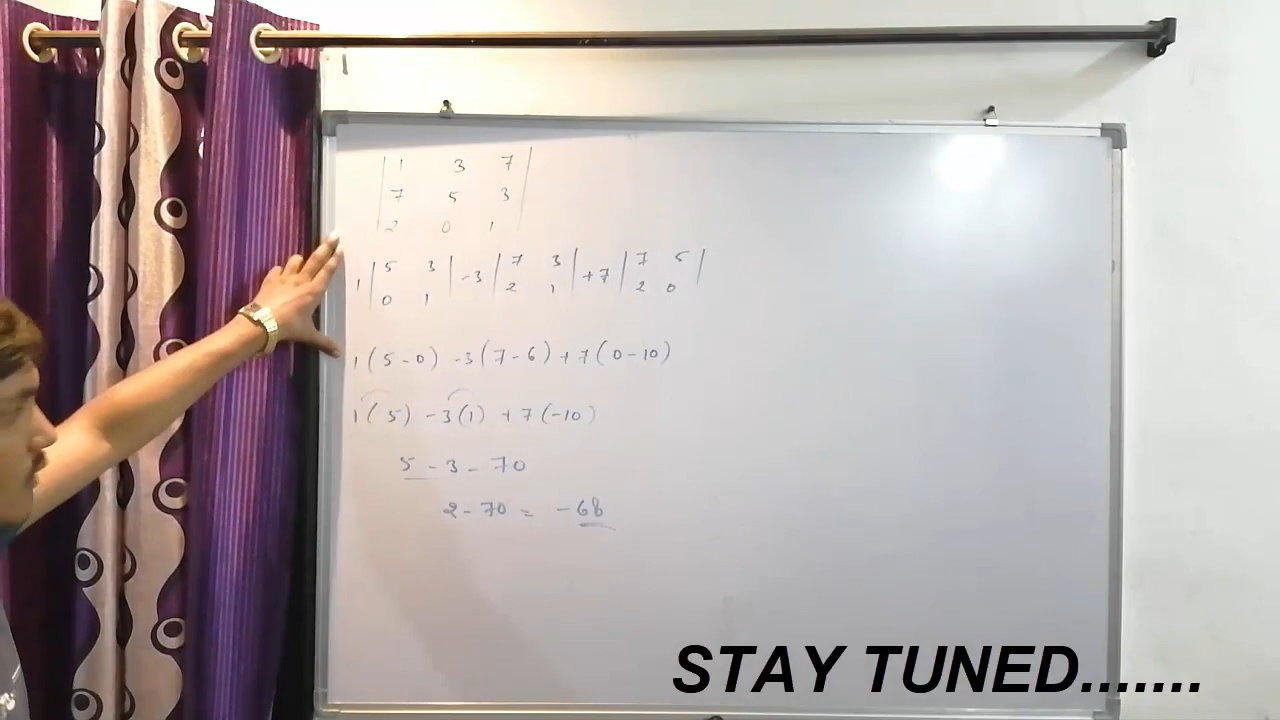 | 1 3 7 |
| 7 5 3 |
| 2 0 1 |
1 | 5 3 | -3 | 7 3 | +7 | 7 5 |
| 0 1 | | 2 1 | | 2 0 |
1(5-0) -3(7-6) +7(0-10)
1(5) -3(1) +7(-10)
5 - 3 - 70
2 - 70 = -68
STAY TUNED.......